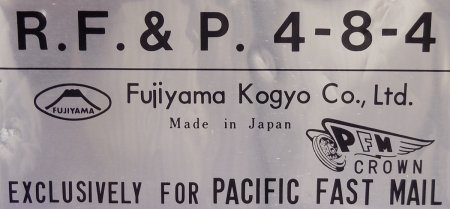 R.F. & P. 4-8-4
FUJIYAMA
Fujiyama Kogyo Co., Ltd.
Made in Japan
PFM
CROWN
EXCLUSIVELY FOR PACIFIC FAST MAIL